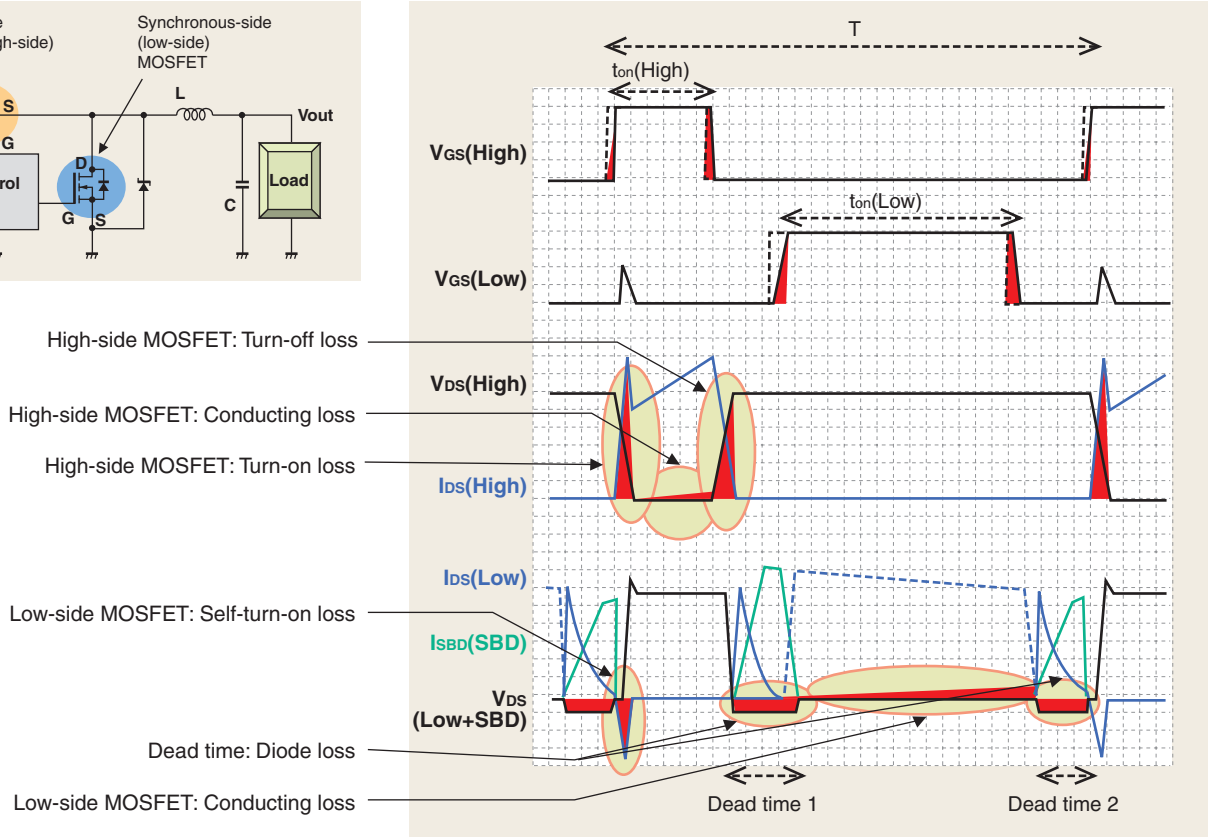 e
gh-side)
Synchronous-side
(low-side)
MOSFET
S
G
rol
D
G
S
L
Vout
C
Load
T
ton(High)
VGS(High)
ton(Low)
VGS(Low)
High-side MOSFET: Turn-off loss
VDS(High)
High-side MOSFET: Conducting loss
High-side MOSFET: Turn-on loss
IDS(High)
IDS(Low)
Low-side MOSFET: Self-turn-on loss
ISBD(SBD)
VDS
(Low+SBD)
Dead time: Diode loss
Low-side MOSFET: Conducting loss
Dead time 1
Dead time 2